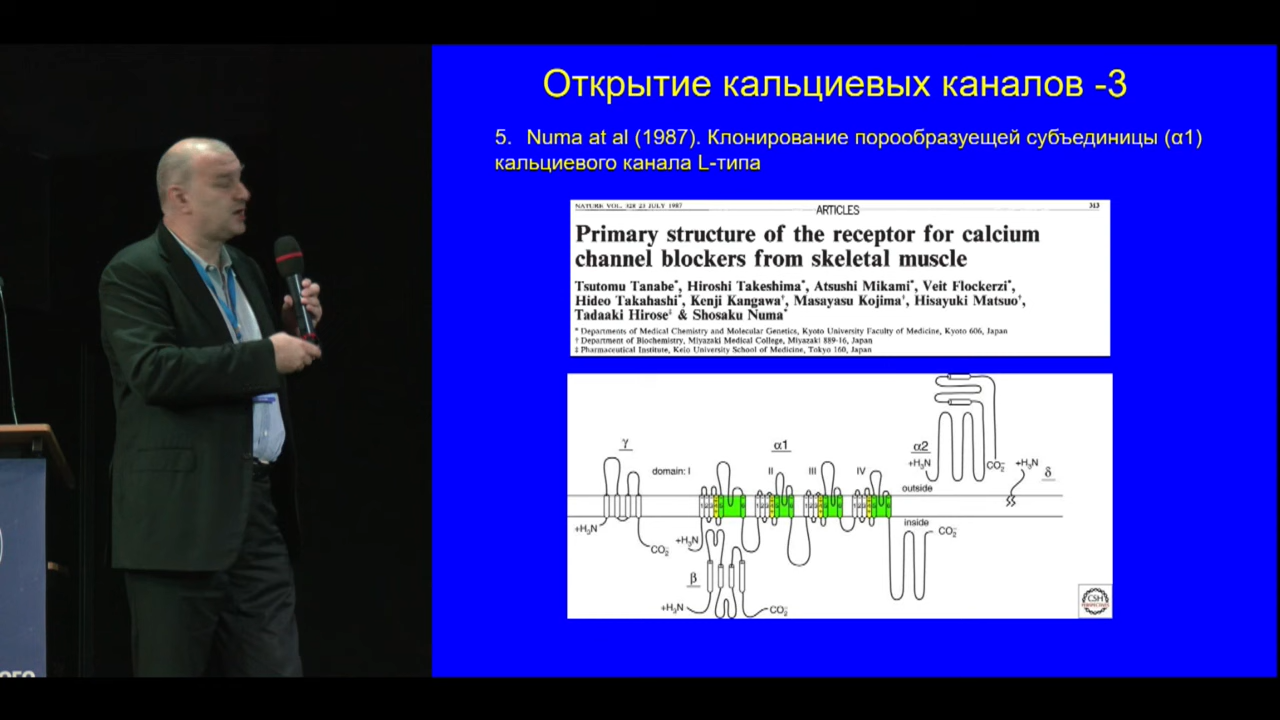 Открытие кальциевых каналов -3
5. Numa at al (1987). Клонирование порообразуещей субъединицы (α1)
кальциевого канала L-типа
NATURE VOL. 328 23 JULY 1987
ARTICLES
313
Primary structure of the receptor for calcium
channel blockers from skeletal muscle
Tsutomu Tanabe*, Hiroshi Takeshima*, Atsushi Mikami*, Veit Flockerzi*,
Hideo Takahashi*, Kenji Kangawa†, Masayasu Kojima†, Hisayuki Matsuo†,
Tadaaki Hirose‡ & Shosaku Numa*
* Departments of Medical Chemistry and Molecular Genetics, Kyoto University Faculty of Medicine, Kyoto 606, Japan
† Department of Biochemistry, Miyazaki Medical College, Miyazaki 889-16, Japan
‡ Pharmaceutical Institute, Keio University School of Medicine, Tokyo 160, Japan
γ
α1
α2
domain: I
II
III
IV
+H₃N
CO₂⁻
+H₃N
δ
outside
inside
+H₃N
CO₂⁻
+H₃N
CO₂⁻
β
+H₃N
CO₂⁻
CSH
PERSPECTIVES